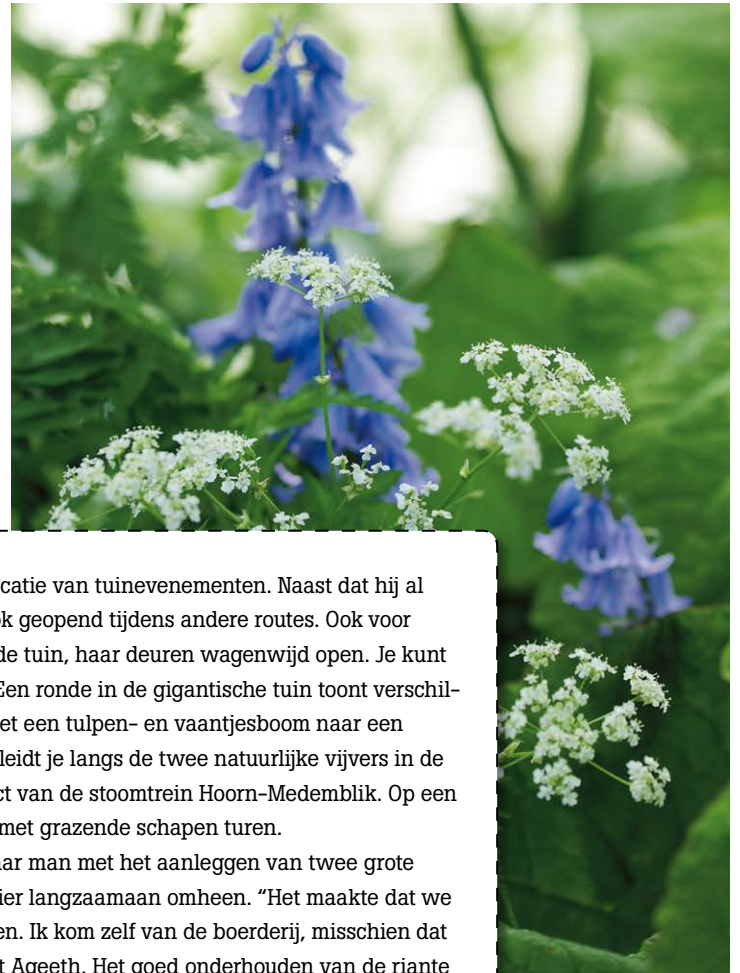 catie van tuinevenementen. Naast dat hij al
k geopend tijdens andere routes. Ook voor
de tuin, haar deuren wagenwijd open. Je kunt
Een ronde in de gigantische tuin toont verschil-
et een tulpen- en vaantjesboom naar een
leidt je langs de twee natuurlijke vijvers in de
ct van de stoomtrein Hoorn-Medemblik. Op een
met grazende schapen turen.
ar man met het aanleggen van twee grote
ier langzaamaan omheen. “Het maakte dat we
en. Ik kom zelf van de boerderij, misschien dat
t Ageeth. Het goed onderhouden van de riante